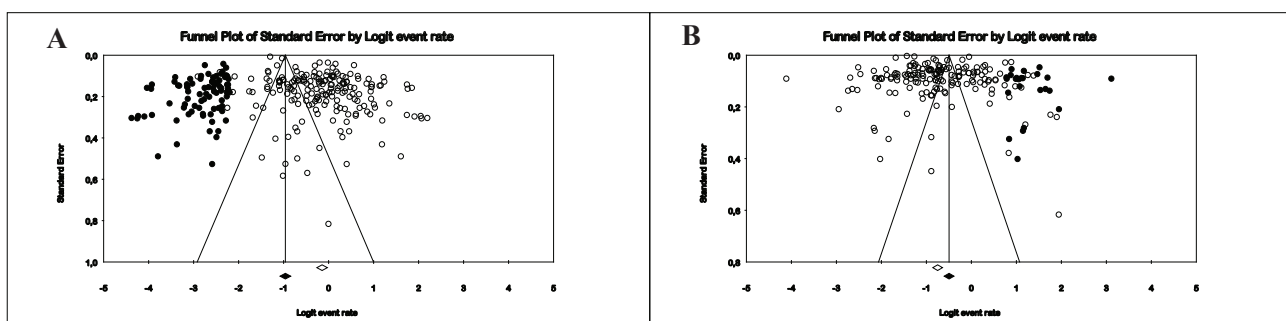 A
Funnel Plot of Standard Error by Logit event rate
0,0
0,2
0,4
0,6
0,8
1,0
Standard Error
-5 -4 -3 -2 -1 0 1 2 3 4 5
Logit event rate
B
Funnel Plot of Standard Error by Logit event rate
0,0
0,2
0,4
0,6
0,8
Standard Error
-5 -4 -3 -2 -1 0 1 2 3 4 5
Logit event rate